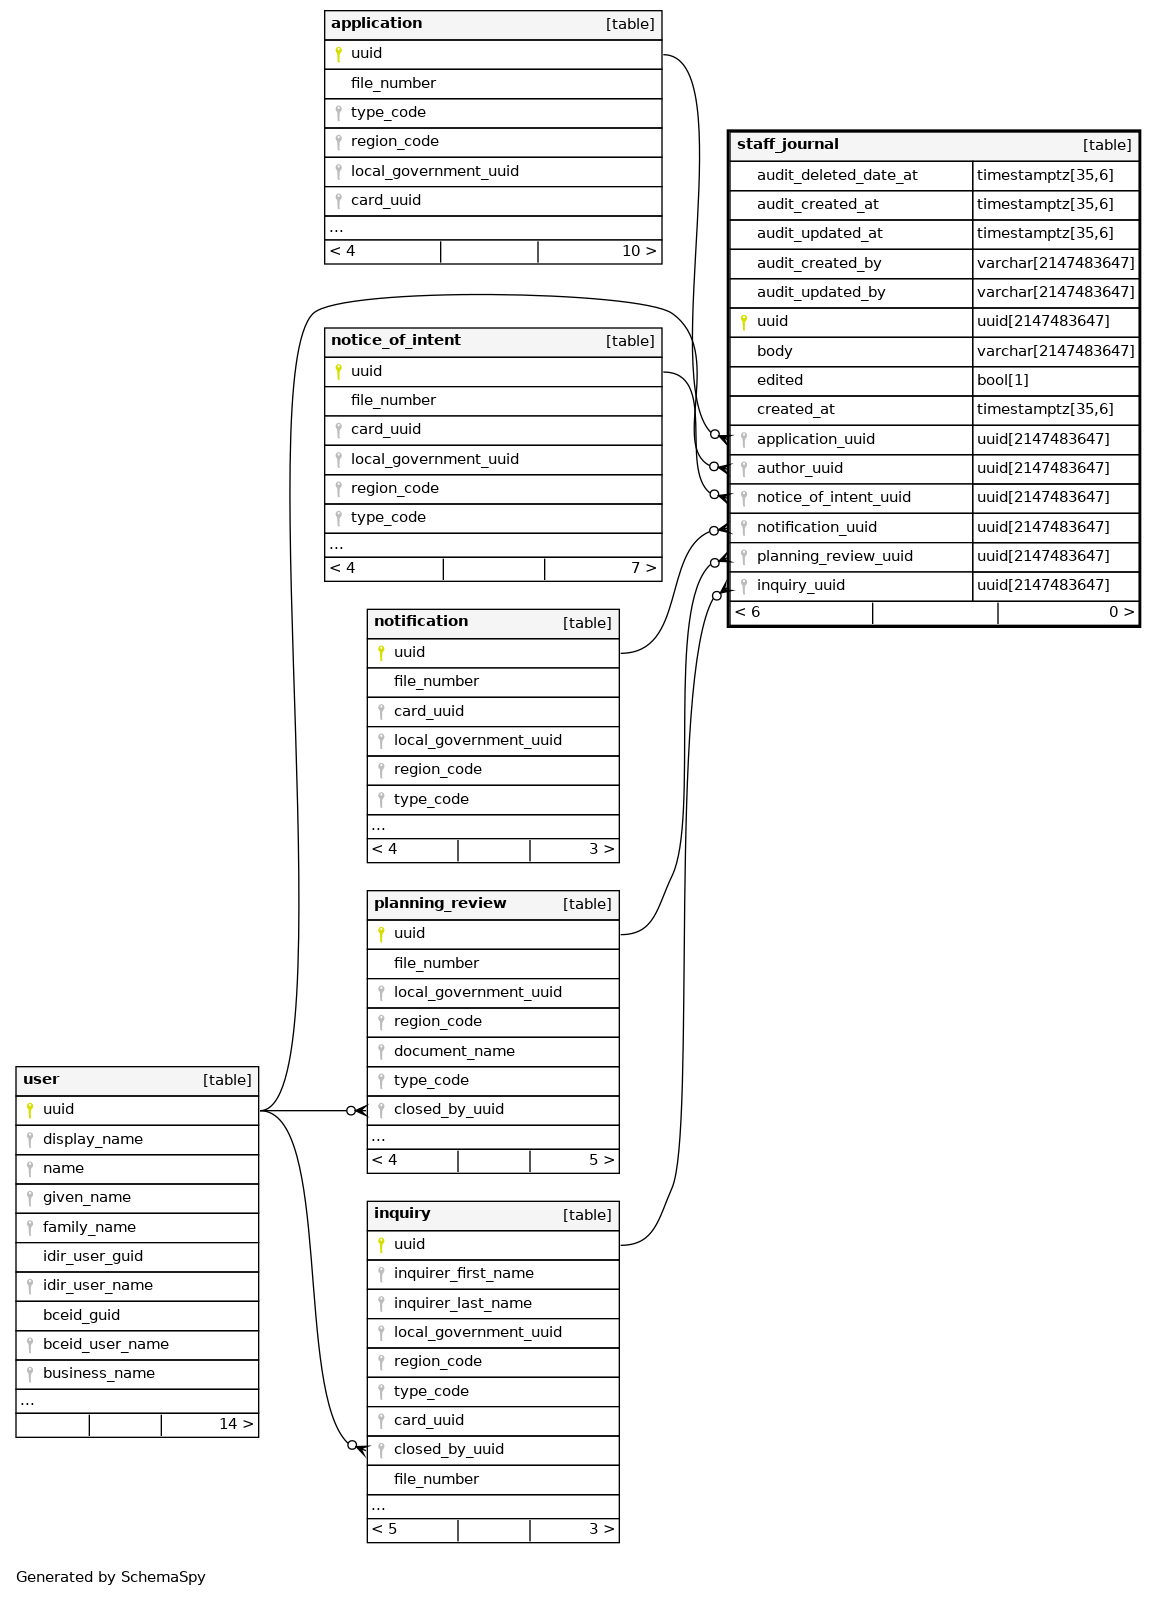 application [table]
uuid
file_number
type_code
region_code
local_government_uuid
card_uuid
...
< 4 10 >
staff_journal [table]
audit_deleted_date_at timestamptz[35,6]
audit_created_at timestamptz[35,6]
audit_updated_at timestamptz[35,6]
audit_created_by varchar[2147483647]
audit_updated_by varchar[2147483647]
uuid uuid[2147483647]
body varchar[2147483647]
edited bool[1]
created_at timestamptz[35,6]
application_uuid uuid[2147483647]
author_uuid uuid[2147483647]
notice_of_intent_uuid uuid[2147483647]
notification_uuid uuid[2147483647]
planning_review_uuid uuid[2147483647]
inquiry_uuid uuid[2147483647]
< 6 0 >
notice_of_intent [table]
uuid
file_number
card_uuid
local_government_uuid
region_code
type_code
...
< 4 7 >
notification [table]
uuid
file_number
card_uuid
local_government_uuid
region_code
type_code
...
< 4 3 >
planning_review [table]
uuid
file_number
local_government_uuid
region_code
document_name
type_code
closed_by_uuid
...
< 4 5 >
user [table]
uuid
display_name
name
given_name
family_name
idir_user_guid
idir_user_name
bceid_guid
bceid_user_name
business_name
...
14 >
inquiry [table]
uuid
inquirer_first_name
inquirer_last_name
local_government_uuid
region_code
type_code
card_uuid
closed_by_uuid
file_number
...
< 5 3 >
Generated by SchemaSpy